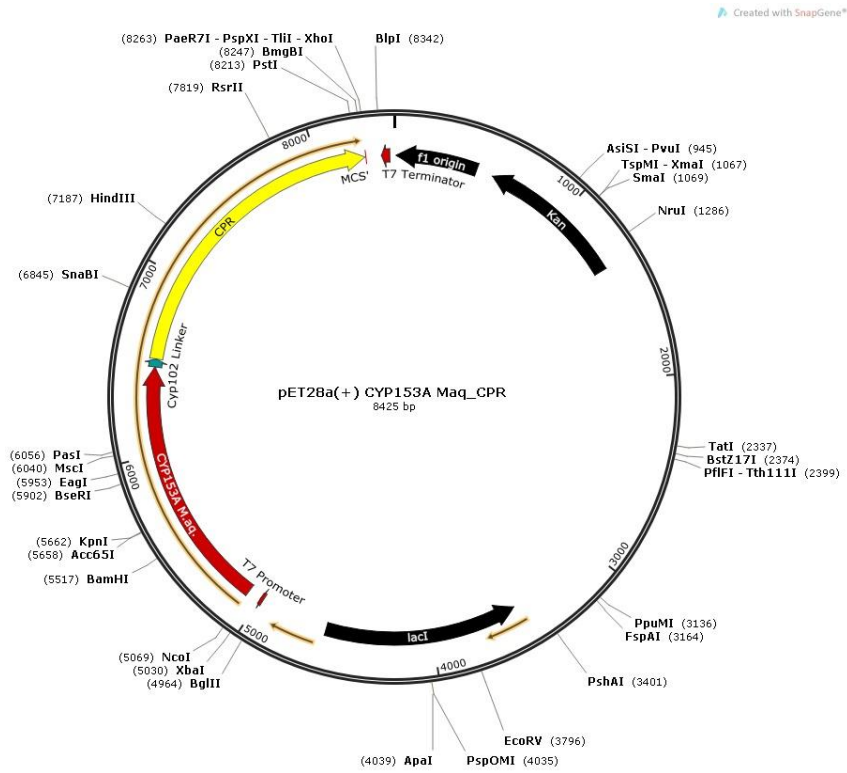 Created with SnapGene®
(8263) PaeR7I - PspXI - TliI - XhoI
(8247) BmgBI
(8213) PstI
(7819) RsrII
BlpI (8342)
AsiSI - PvuI (945)
TspMI - XmaI (1067)
SmaI (1069)
NruI (1286)
(7187) HindIII
(6845) SnaBI
8000
1000
7000
2000
6000
3000
5000
4000
MCS'
T7 Terminator
f1 origin
Kan
CPR
Cyp102 Linker
CYP153A M.aq.
T7 Promoter
lacI
pET28a(+) CYP153A Maq_CPR
8425 bp
TatI (2337)
BstZ17I (2374)
PflFI - Tth111I (2399)
(6056) PasI
(6040) MscI
(5953) EagI
(5902) BseRI
(5662) KpnI
(5658) Acc65I
(5517) BamHI
PpuMI (3136)
FspAI (3164)
PshAI (3401)
(5069) NcoI
(5030) XbaI
(4964) BglII
EcoRV (3796)
(4039) ApaI
PspOMI (4035)